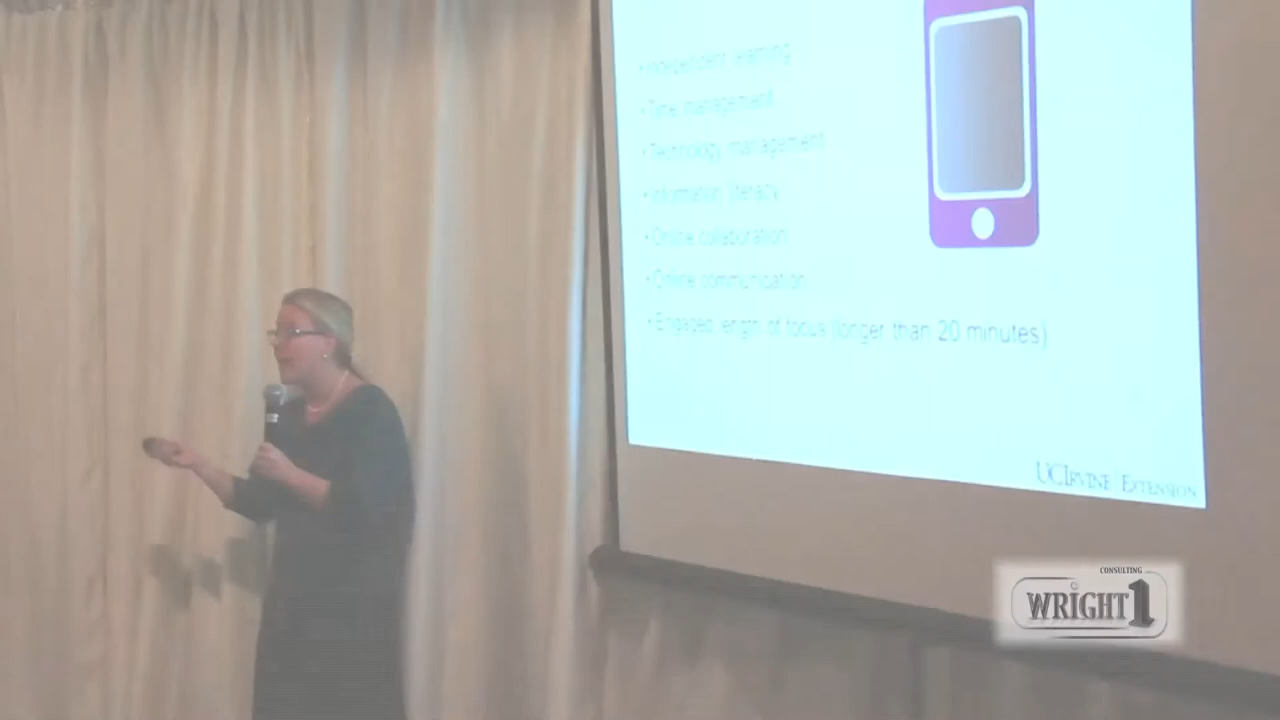 •Independent learning
•Time management
•Technology management
•Information literacy
•Online collaboration
•Online communication
•Engaged length of focus (longer than 20 minutes)
UCIRVINE | EXTENSION
CONSULTING
WRIGHT1